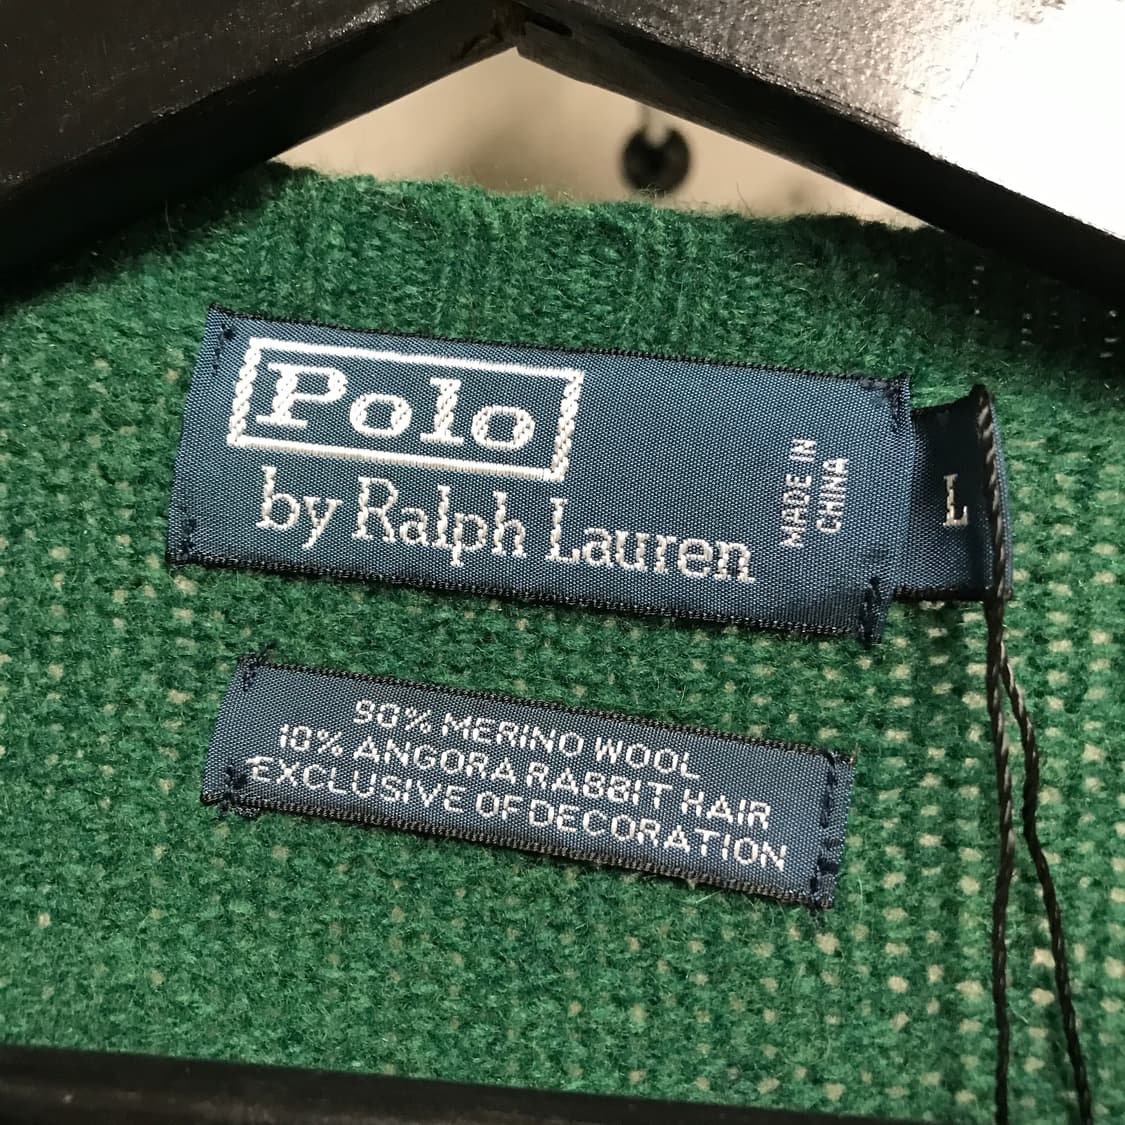 Polo
by Ralph Lauren
MADE IN
CHINA
L
90% MERINO WOOL
10% ANGORA RABBIT HAIR
EXCLUSIVE OF DECORATION